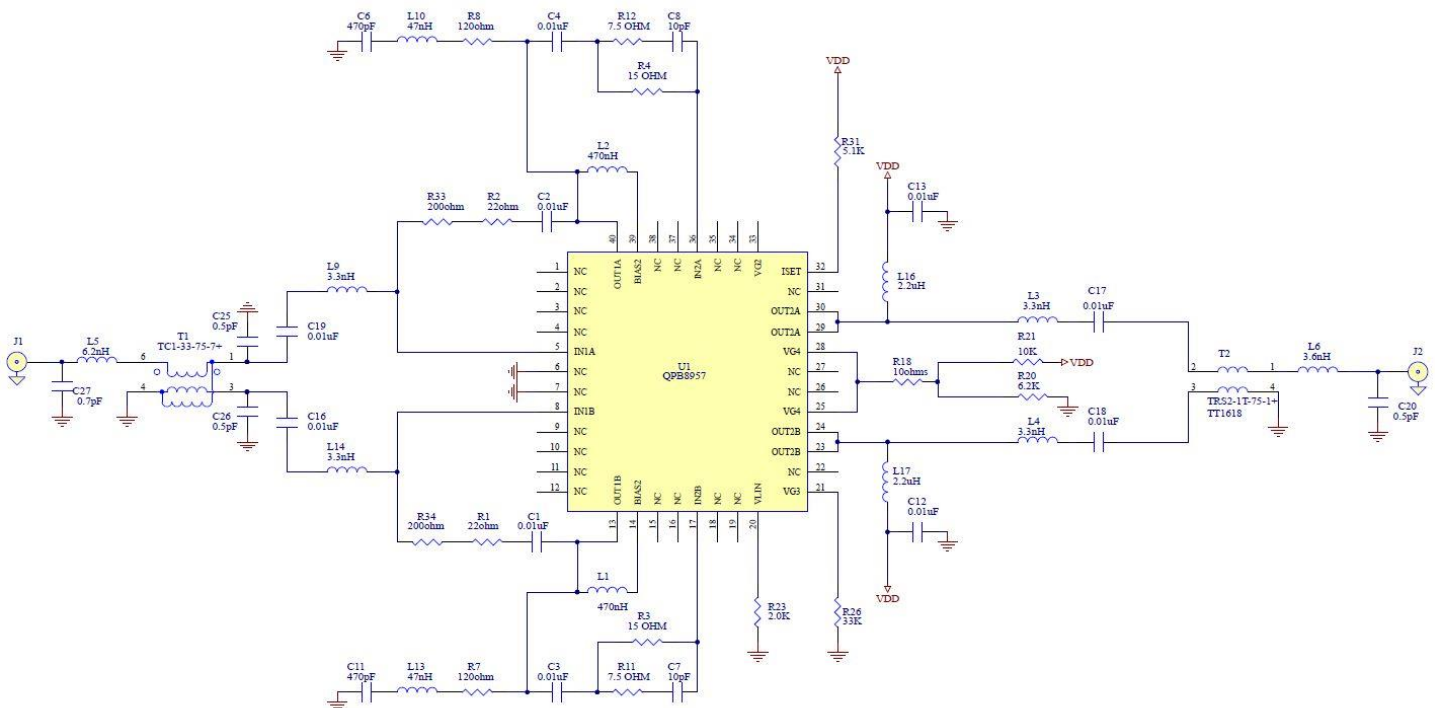 C6
470pF
L10
47nH
R8
120ohm
C4
0.01uF
R12
7.5 OHM
C8
10pF
R4
15 OHM
VDD
R31
5.1K
L2
470nH
VDD
C13
0.01uF
R33
200ohm
R2
22ohm
C2
0.01uF
40
39
38
37
36
35
34
33
OUT1A
BIAS2
NC
NC
IN2A
NC
NC
VG2
L9
3.3nH
L16
2.2uH
1
NC
2
NC
3
NC
4
NC
5
IN1A
6
NC
7
NC
8
IN1B
9
NC
10
NC
11
NC
12
NC
U1
QPB8957
ISET
32
NC
31
OUT2A
30
OUT2A
29
VG4
28
NC
27
NC
26
VG4
25
OUT2B
24
OUT2B
23
NC
22
VG3
21
L3
3.3nH
C17
0.01uF
C25
0.5pF
C19
0.01uF
J1
L5
6.2nH
T1
TC1-33-75-7+
6
1
4
3
C27
0.7pF
C26
0.5pF
C16
0.01uF
R18
10ohms
R21
10K
VDD
R20
6.2K
T2
2
1
3
4
TRS2-1T-75-1+
TT1618
L6
3.6nH
J2
C20
0.5pF
L14
3.3nH
L4
3.3nH
C18
0.01uF
L17
2.2uH
C12
0.01uF
VDD
OUT1B
BIAS2
NC
NC
IN2B
NC
NC
VLIN
13
14
15
16
17
18
19
20
R34
200ohm
R1
22ohm
C1
0.01uF
L1
470nH
R23
2.0K
R26
33K
R3
15 OHM
C11
470pF
L13
47nH
R7
120ohm
C3
0.01uF
R11
7.5 OHM
C7
10pF